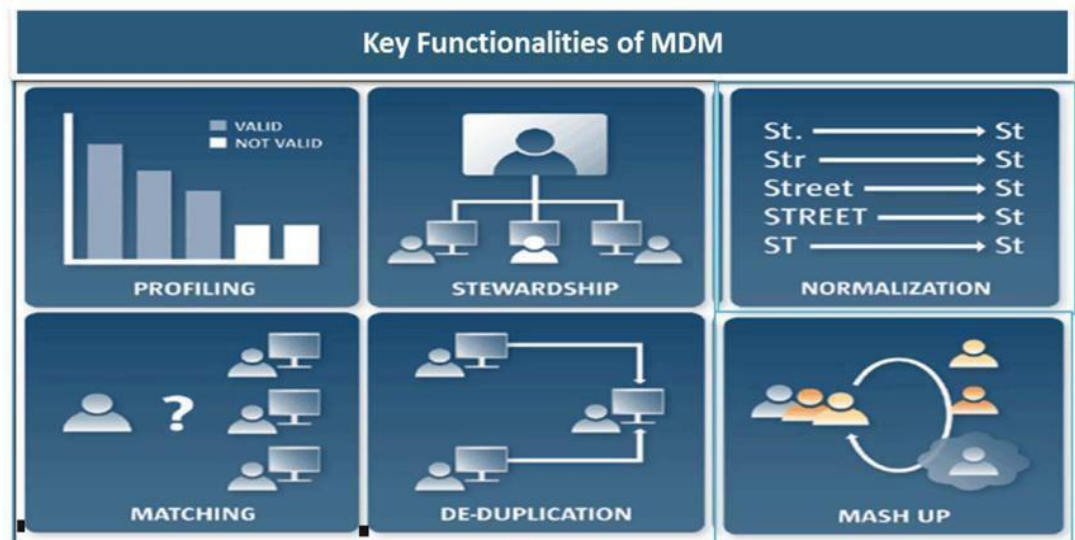 Key Functionalities of MDM
VALID
NOT VALID
PROFILING
STEWARDSHIP
St. St
Str St
Street St
STREET St
ST St
NORMALIZATION
?
MATCHING
DE-DUPLICATION
MASH UP